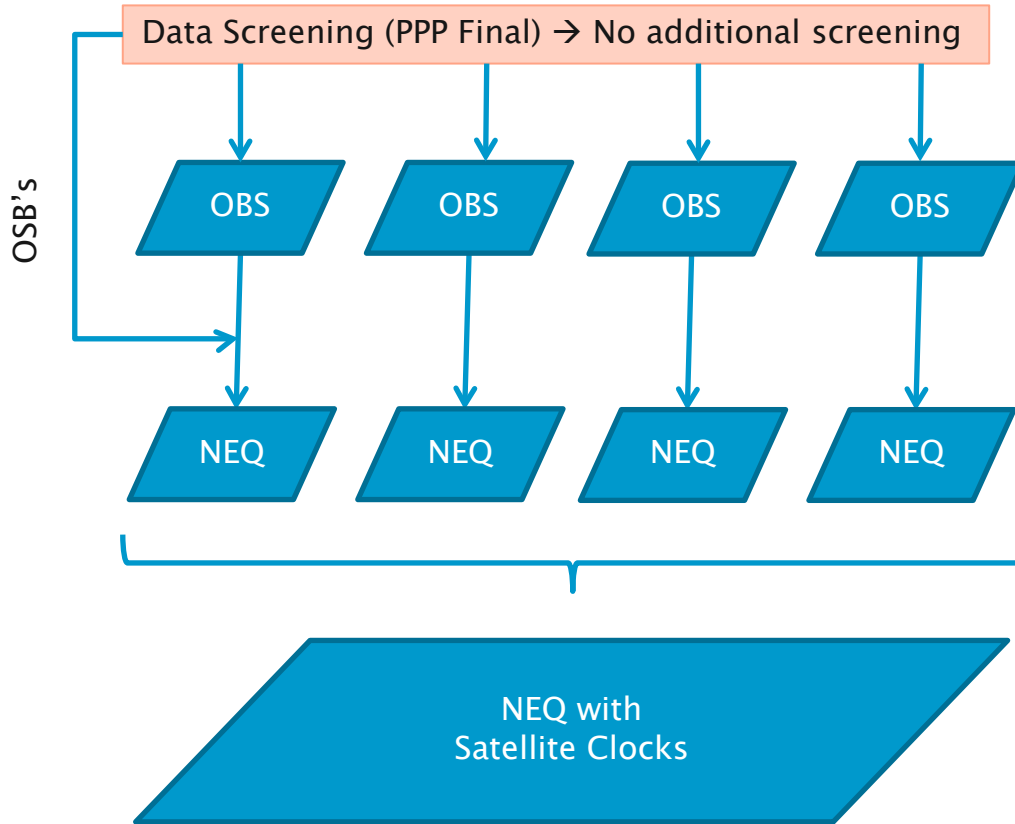 Data Screening (PPP Final) → No additional screening
OSB's
OBS
OBS
OBS
OBS
NEQ
NEQ
NEQ
NEQ
NEQ with
Satellite Clocks